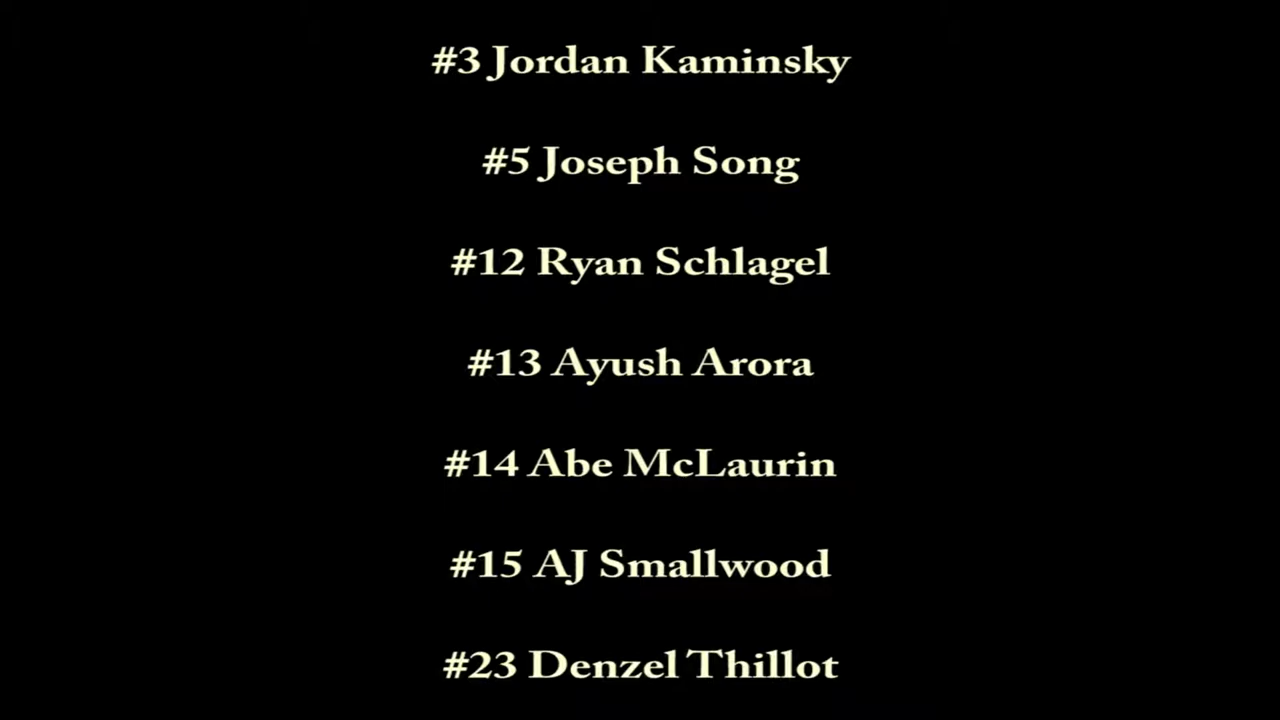 #3 Jordan Kaminsky
#5 Joseph Song
#12 Ryan Schlagel
#13 Ayush Arora
#14 Abe McLaurin
#15 AJ Smallwood
#23 Denzel Thillot